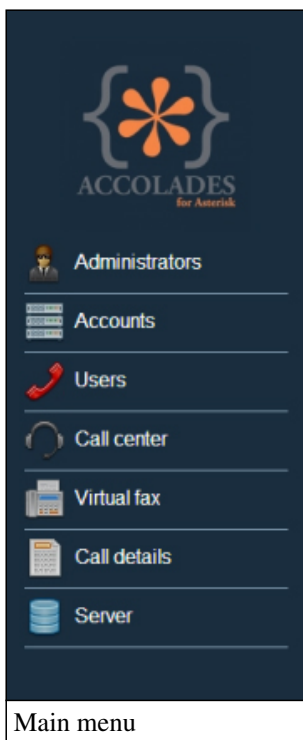 ACCOLADES
for Asterisk
Administrators
Accounts
Users
Call center
Virtual fax
Call details
Server
Main menu